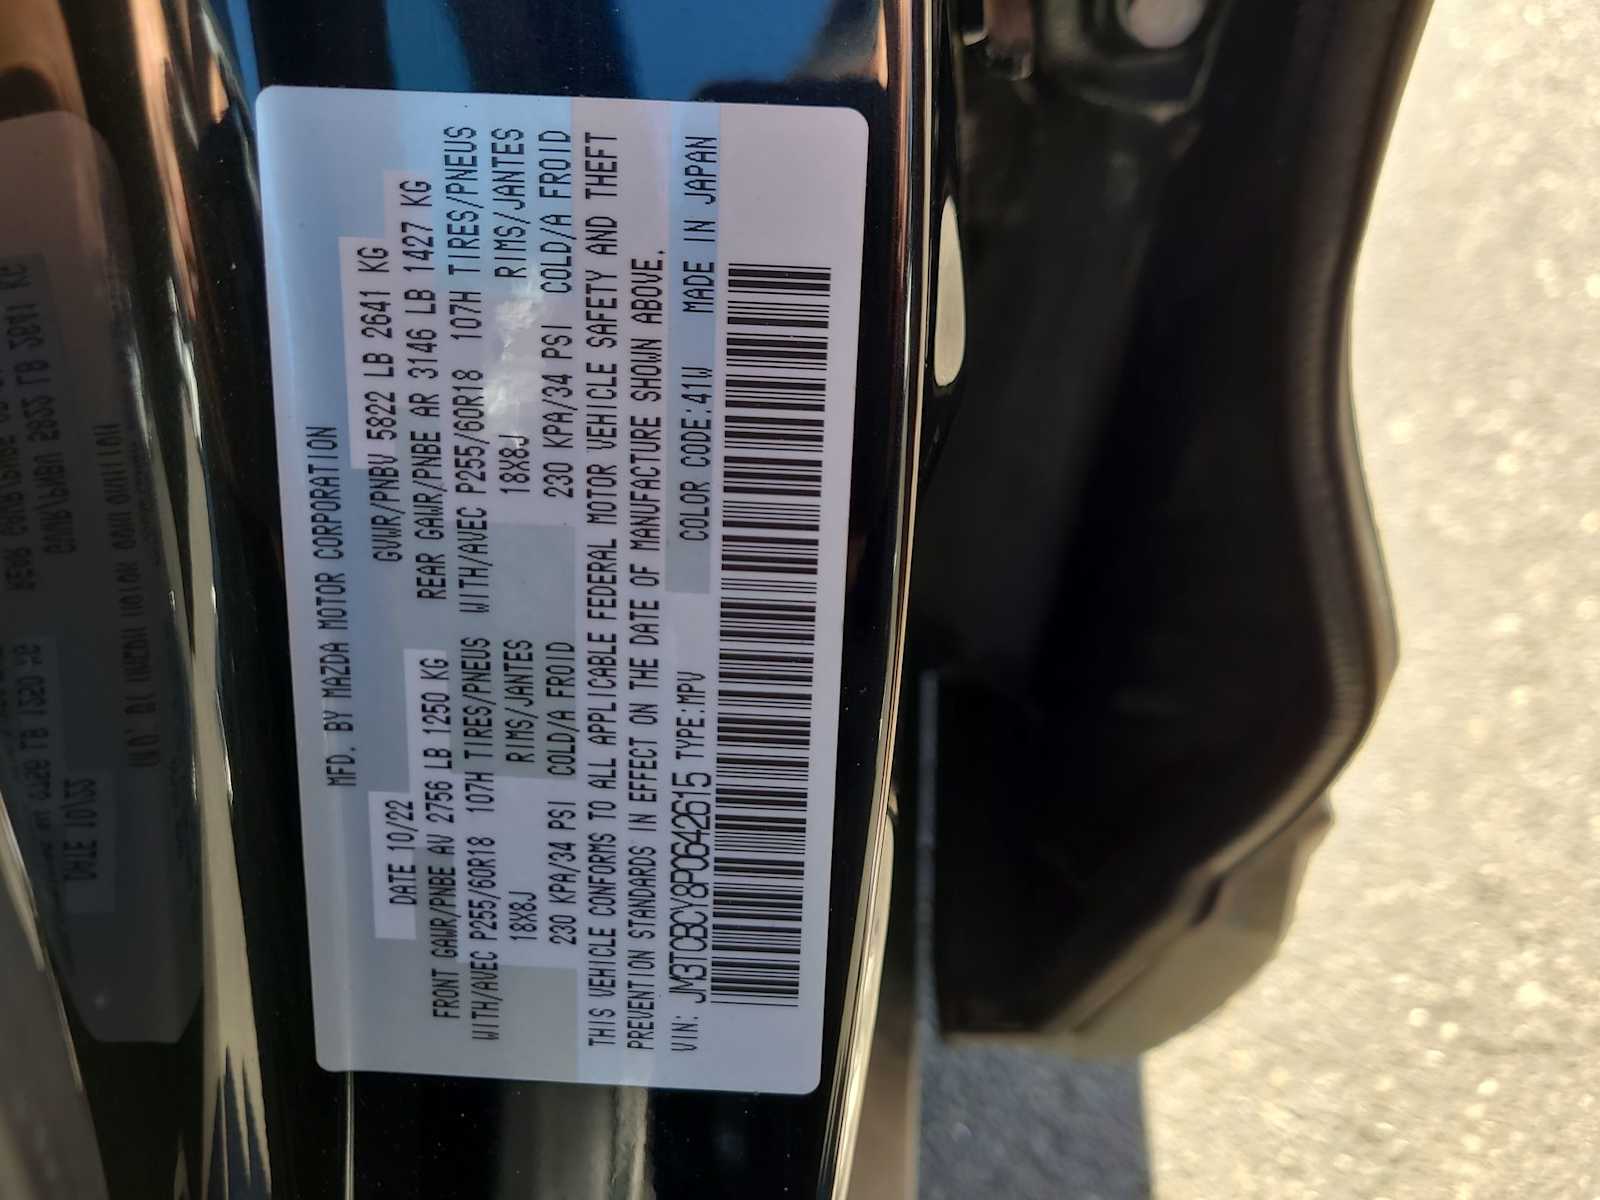 MFD. BY MAZDA MOTOR CORPORATION
DATE 10/22 GVWR/PNBV 5822 LB 2641 KG
FRONT GAWR/PNBE AV 2756 LB 1250 KG REAR GAWR/PNBE AR 3146 LB 1427 KG
WITH/AVEC P255/60R18 107H TIRES/PNEUS WITH/AVEC P255/60R18 107H TIRES/PNEUS
18X8J RIMS/JANTES 18X8J RIMS/JANTES
230 KPA/34 PSI COLD/A FROID 230 KPA/34 PSI COLD/A FROID
THIS VEHICLE CONFORMS TO ALL APPLICABLE FEDERAL MOTOR VEHICLE SAFETY AND THEFT
PREVENTION STANDARDS IN EFFECT ON THE DATE OF MANUFACTURE SHOWN ABOVE.
VIN: JM3TCBCY8P0642615 TYPE:MPV COLOR CODE:41W MADE IN JAPAN